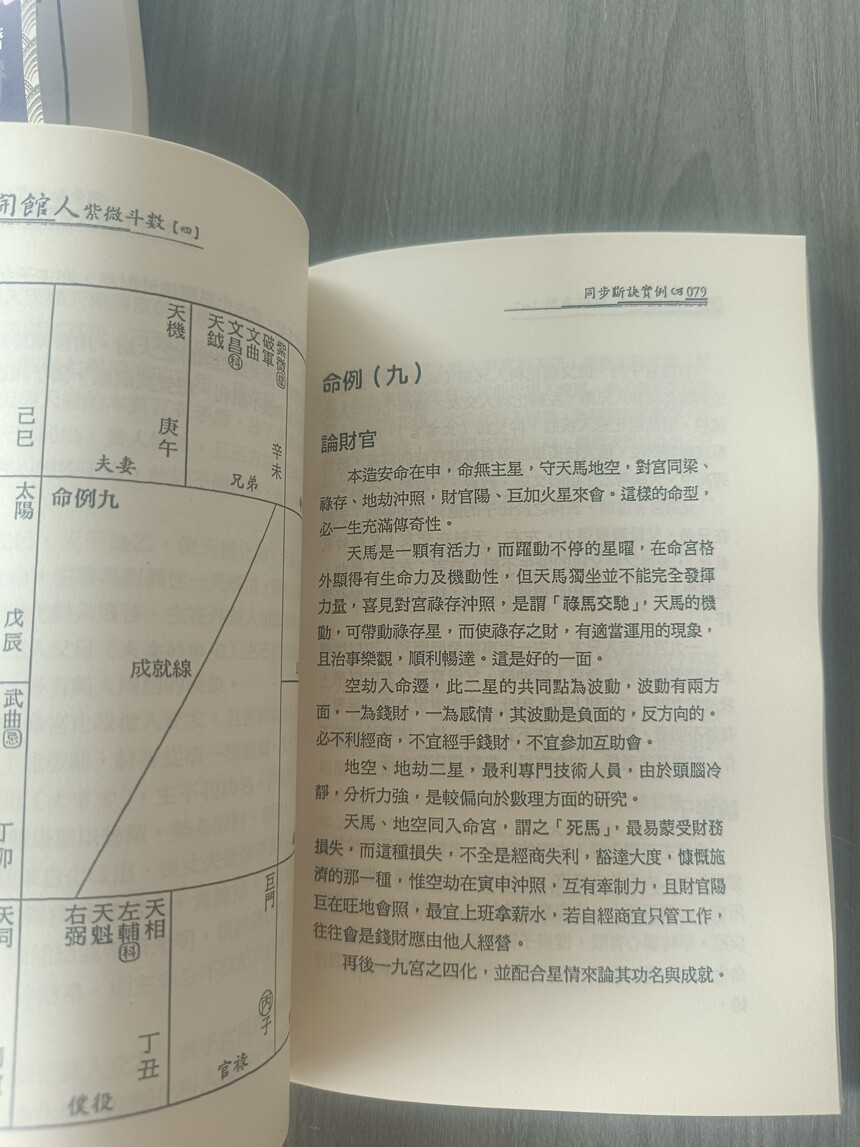 開館人紫微斗數【四】
天機
庚午
夫妻
紫微
破軍
文曲
文昌科
天鉞
辛未
兄弟
己巳
太陽
戊辰
命例九
成就線
武曲忌
丁卯
天相
左輔科
天魁
右弼
丁丑
僕役
巨門
丙子
官祿
天同
同步斷訣實例 079
命例（九）
論財官
本造安命在申，命無主星，守天馬地空，對宮同梁、
祿存、地劫沖照，財官陽、巨加火星來會。這樣的命型，
必一生充滿傳奇性。
天馬是一顆有活力，而躍動不停的星曜，在命宮格
外顯得有生命力及機動性，但天馬獨坐並不能完全發揮
力量，喜見對宮祿存沖照，是謂「祿馬交馳」，天馬的機
動，可帶動祿存星，而使祿存之財，有適當運用的現象，
且治事樂觀，順利暢達。這是好的一面。
空劫入命遷，此二星的共同點為波動，波動有兩方
面，一為錢財，一為感情，其波動是負面的，反方向的。
必不利經商，不宜經手錢財，不宜參加互助會。
地空、地劫二星，最利專門技術人員，由於頭腦冷
靜，分析力強，是較偏向於數理方面的研究。
天馬、地空同入命宮，謂之「死馬」，最易蒙受財務
損失，而這種損失，不全是經商失利，豁達大度，慷慨施
濟的那一種，惟空劫在寅申沖照，互有牽制力，且財官陽
巨在旺地會照，最宜上班拿薪水，若自經商宜只管工作，
往往會是錢財應由他人經營。
再後一九宮之四化，並配合星情來論其功名與成就。